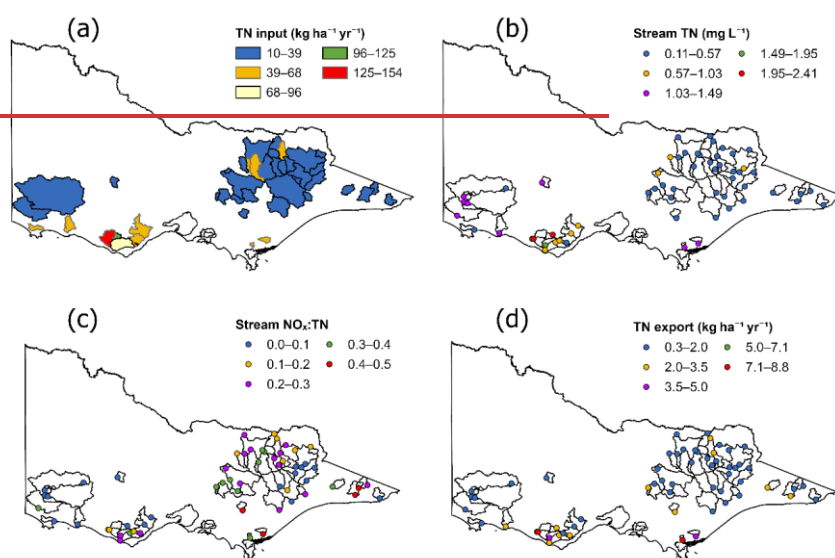 (a)
TN input (kg ha⁻¹ yr⁻¹)
10–39
96–125
39–68
125–154
68–96
(b)
Stream TN (mg L⁻¹)
0.11–0.57
1.49–1.95
0.57–1.03
1.95–2.41
1.03–1.49
(c)
Stream NOₓ:TN
0.0–0.1
0.3–0.4
0.1–0.2
0.4–0.5
0.2–0.3
(d)
TN export (kg ha⁻¹ yr⁻¹)
0.3–2.0
5.0–7.1
2.0–3.5
7.1–8.8
3.5–5.0